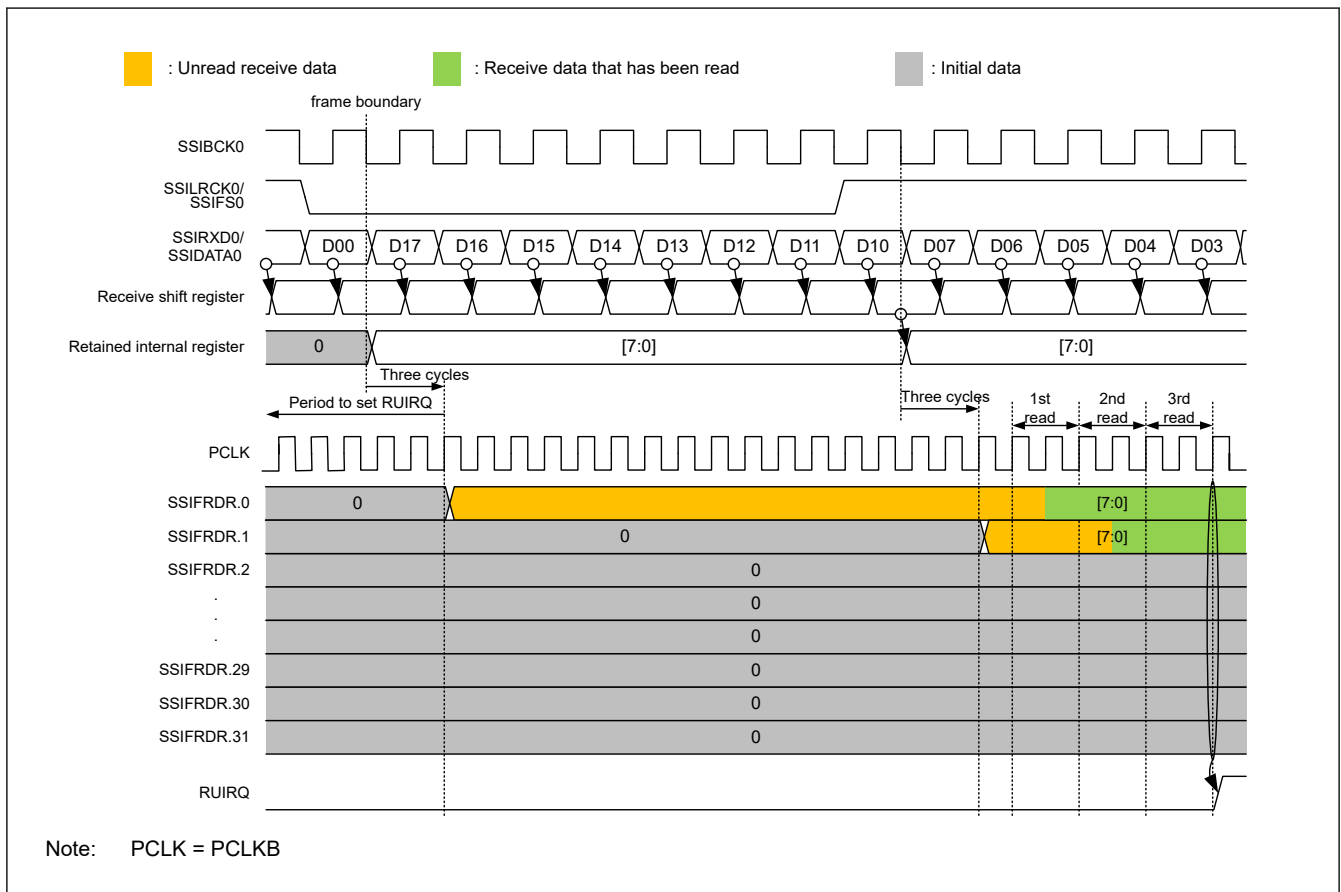 : Unread receive data : Receive data that has been read : Initial data
frame boundary
SSIBCK0
SSILRCK0/
SSIFS0
SSIRXD0/
SSIDATA0
D00 D17 D16 D15 D14 D13 D12 D11 D10 D07 D06 D05 D04 D03
Receive shift register
Retained internal register 0 [7:0] [7:0]
Three cycles
Period to set RUIRQ
Three cycles
1st
read
2nd
read
3rd
read
PCLK
SSIFRDR.0 0 [7:0]
SSIFRDR.1 0 [7:0]
SSIFRDR.2 0
. 0
.
. 0
SSIFRDR.29 0
SSIFRDR.30 0
SSIFRDR.31 0
RUIRQ
Note: PCLK = PCLKB